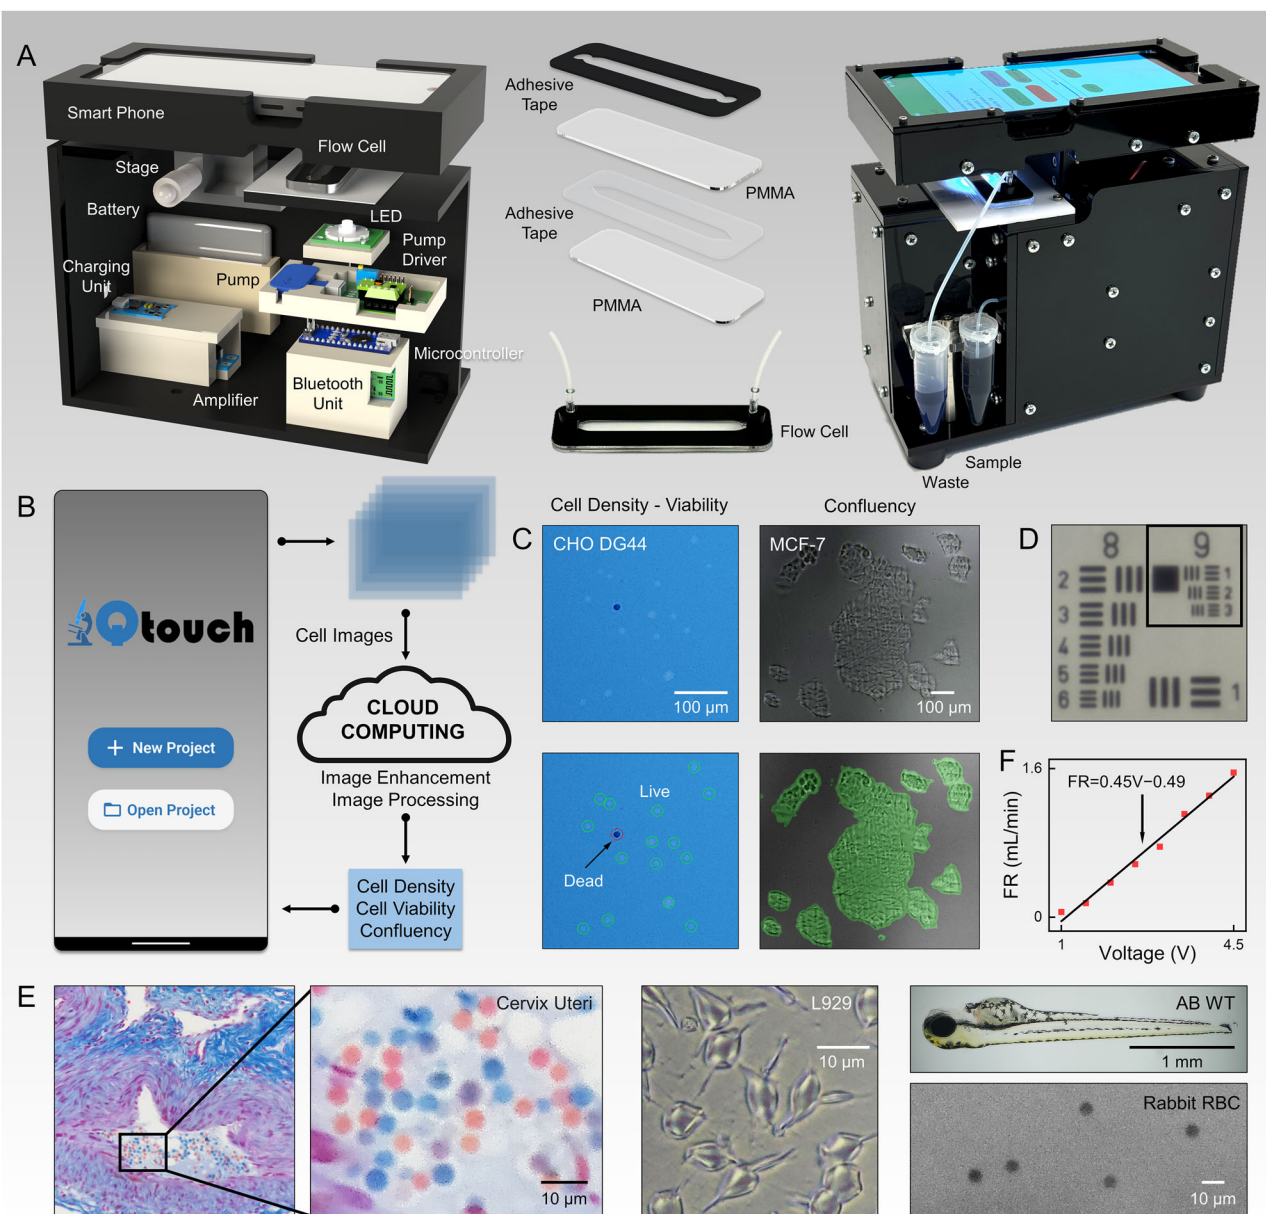 A
Smart Phone
Flow Cell
Stage
Battery
LED
Pump
Driver
Charging
Unit
Pump
Microcontroller
Bluetooth
Unit
Amplifier
Adhesive
Tape
PMMA
Adhesive
Tape
PMMA
Flow Cell
Sample
Waste
B
Qtouch
New Project
Open Project
Cell Images
CLOUD
COMPUTING
Image Enhancement
Image Processing
Cell Density
Cell Viability
Confluency
C
Cell Density - Viability
Confluency
CHO DG44
100 µm
MCF-7
100 µm
Live
Dead
D
8 9
2 1
2
3 3
4
5
6 1
F
1.6
FR=0.45V−0.49
FR (mL/min)
0
1 4.5
Voltage (V)
E
Cervix Uteri
10 µm
L929
10 µm
AB WT
1 mm
Rabbit RBC
10 µm